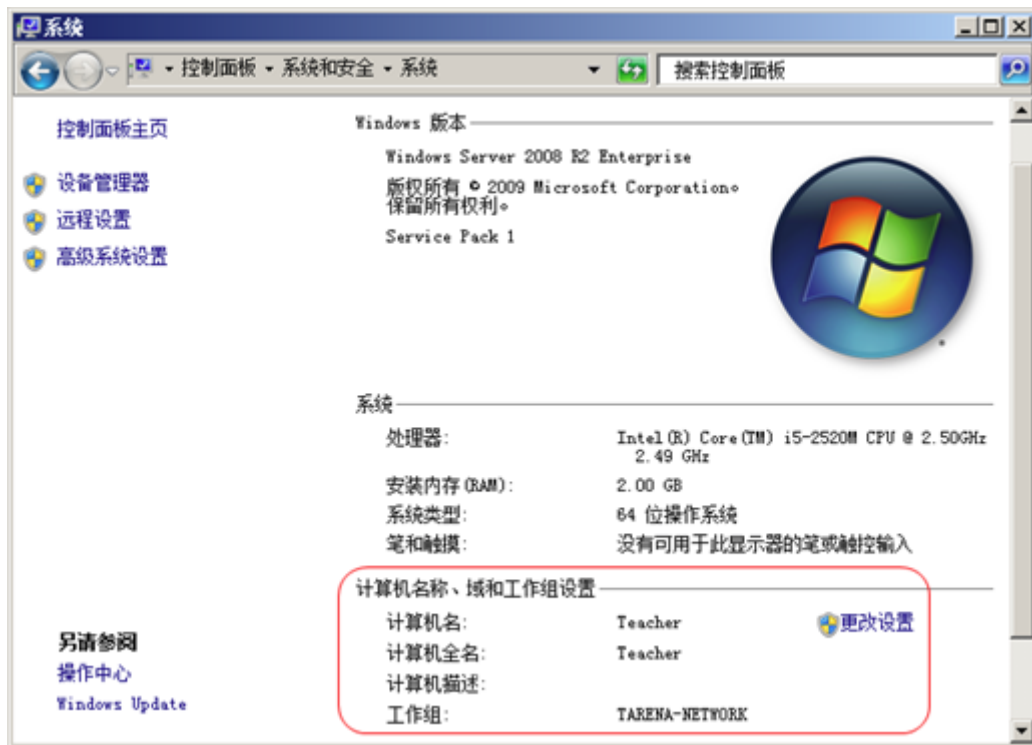 系统
控制面板 系统和安全 系统
搜索控制面板
控制面板主页
设备管理器
远程设置
高级系统设置
Windows 版本
Windows Server 2008 R2 Enterprise
版权所有 © 2009 Microsoft Corporation。
保留所有权利。
Service Pack 1
系统
处理器: Intel(R) Core(TM) i5-2520M CPU @ 2.50GHz
2.49 GHz
安装内存(RAM): 2.00 GB
系统类型: 64 位操作系统
笔和触摸: 没有可用于此显示器的笔或触控输入
计算机名称、域和工作组设置
计算机名: Teacher 更改设置
计算机全名: Teacher
计算机描述:
工作组: TARENA-NETWORK
另请参阅
操作中心
Windows Update